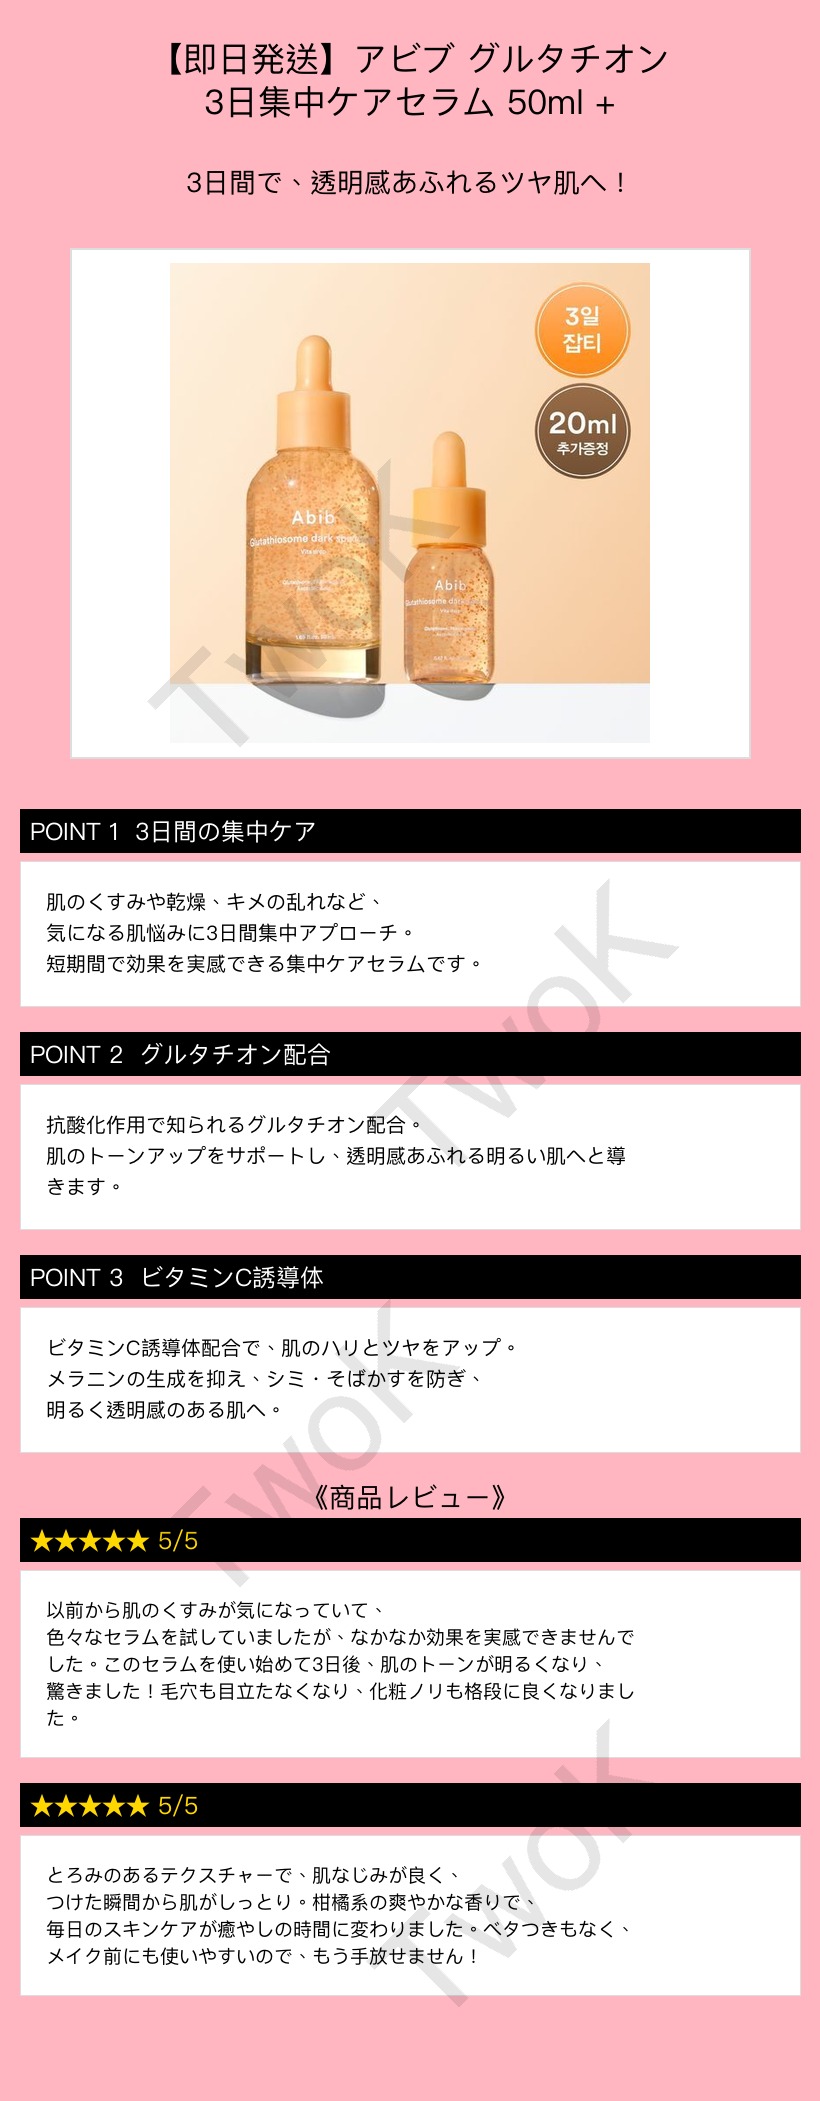 【即日発送】アビブ グルタチオン
3日集中ケアセラム 50ml +
3日間で、透明感あふれるツヤ肌へ！
3일
잡티
20ml
추가증정
Abib
Glutathiosome dark
Abib
Glutathiosome dark
TwoK
POINT 1 3日間の集中ケア
肌のくすみや乾燥、キメの乱れなど、
気になる肌悩みに3日間集中アプローチ。
短期間で効果を実感できる集中ケアセラムです。
TwoK
POINT 2 グルタチオン配合
抗酸化作用で知られるグルタチオン配合。
肌のトーンアップをサポートし、透明感あふれる明るい肌へと導
きます。
POINT 3 ビタミンC誘導体
ビタミンC誘導体配合で、肌のハリとツヤをアップ。
メラニンの生成を抑え、シミ・そばかすを防ぎ、
明るく透明感のある肌へ。
TwoK
《商品レビュー》
★★★★★ 5/5
以前から肌のくすみが気になっていて、
色々なセラムを試していましたが、なかなか効果を実感できませんで
した。このセラムを使い始めて3日後、肌のトーンが明るくなり、
驚きました！毛穴も目立たなくなり、化粧ノリも格段に良くなりまし
た。
★★★★★ 5/5
とろみのあるテクスチャーで、肌なじみが良く、
つけた瞬間から肌がしっとり。柑橘系の爽やかな香りで、
毎日のスキンケアが癒やしの時間に変わりました。ベタつきもなく、
メイク前にも使いやすいので、もう手放せません！
TwoK